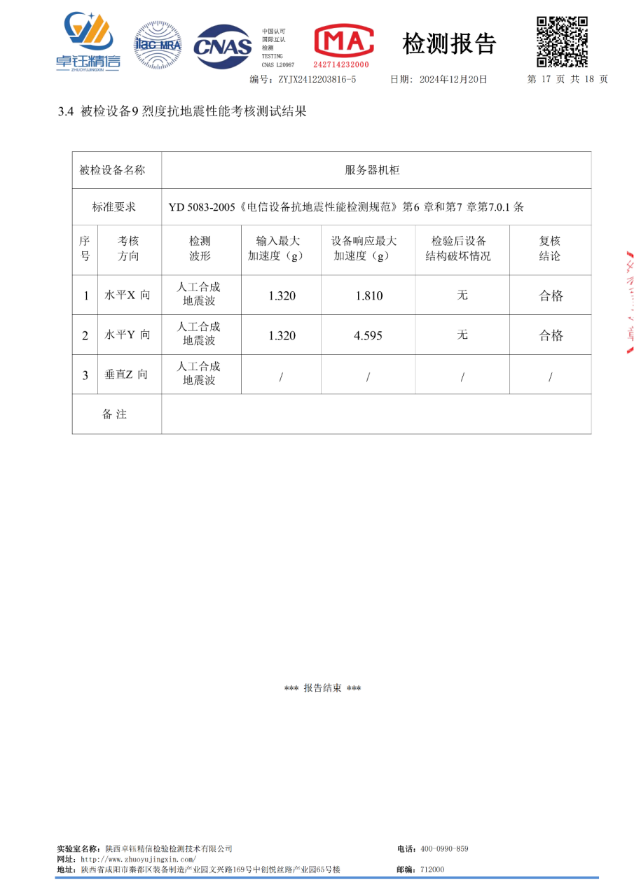 卓钰精信
ZHUOYUJINGXIN
ilac-MRA
CNAS
中国认可
国际互认
检测
TESTING
CNAS L20067
MA
242714232000
检测报告
编号: ZYJX2412203816-5 日期: 2024年12月20日 第 17 页 共 18 页
3.4 被检设备9 烈度抗地震性能考核测试结果
被检设备名称 服务器机柜
标准要求 YD 5083-2005《电信设备抗地震性能检测规范》第6 章和第7 章第7.0.1 条
序号 考核方向 检测波形 输入最大加速度（g） 设备响应最大加速度（g） 检验后设备结构破坏情况 复核结论
1 水平X 向 人工合成地震波 1.320 1.810 无 合格
2 水平Y 向 人工合成地震波 1.320 4.595 无 合格
3 垂直Z 向 人工合成地震波 / / / /
备 注
*** 报告结束 ***
实验室名称: 陕西卓钰精信检验检测技术有限公司 电话: 400-0990-859
网址: http://www.zhuoyujingxin.com/
地址: 陕西省咸阳市秦都区装备制造产业园文兴路169号中创悦丝路产业园65号楼 邮编: 712000